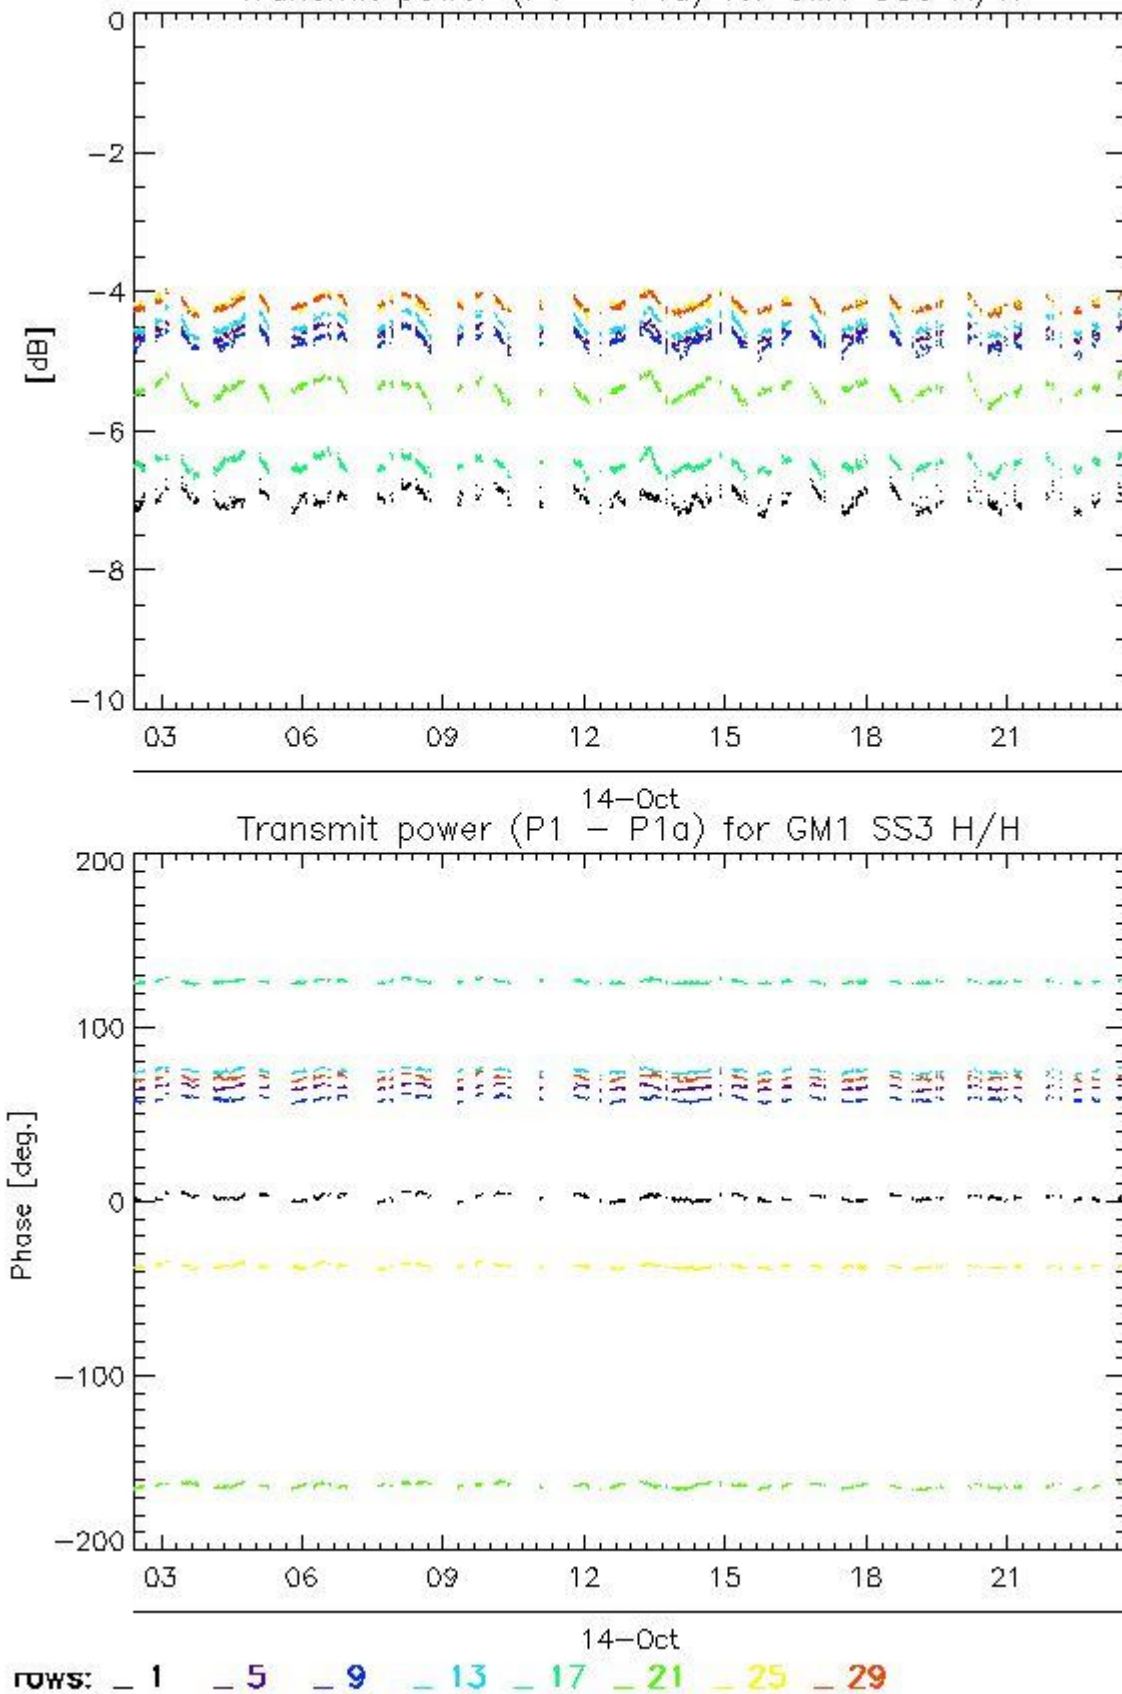 0
−2
−4
−6
−8
−10
[dB]
03 06 09 12 15 18 21
14−Oct
Transmit power (P1 − P1a) for GM1 SS3 H/H
200
100
0
−100
−200
Phase [deg.]
03 06 09 12 15 18 21
14−Oct
rows: _ 1 _ 5 _ 9 _ 13 _ 17 _ 21 _ 25 _ 29